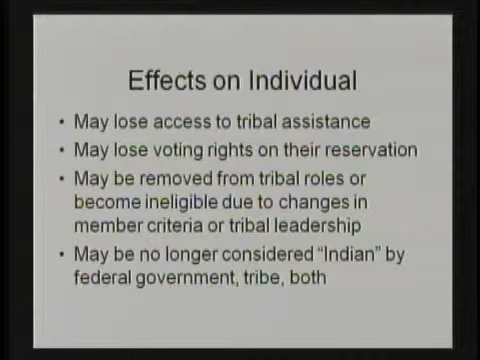 Effects on Individual
• May lose access to tribal assistance
• May lose voting rights on their reservation
• May be removed from tribal roles or
become ineligible due to changes in
member criteria or tribal leadership
• May be no longer considered “Indian” by
federal government, tribe, both